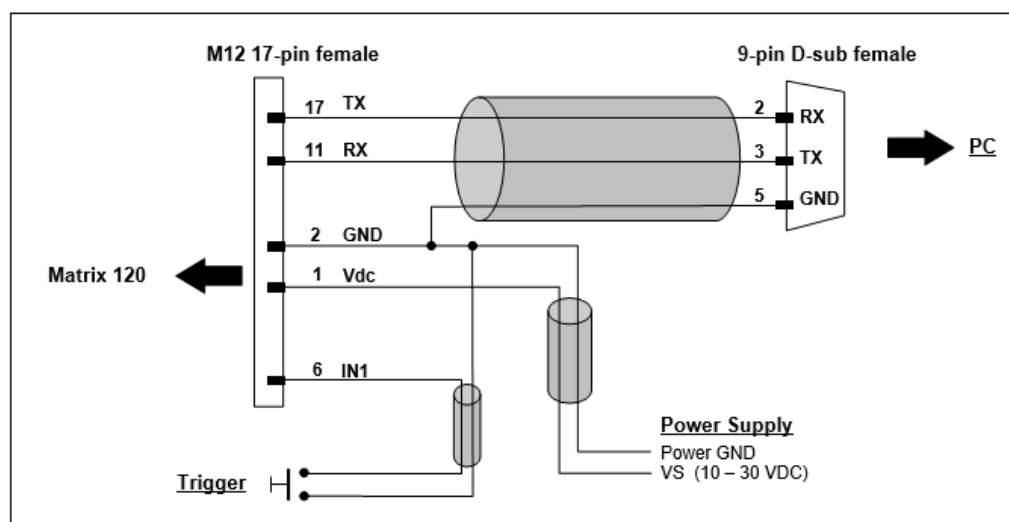 M12 17-pin female
9-pin D-sub female
17 TX
2 RX
11 RX
3 TX
PC
5 GND
2 GND
Matrix 120
1 Vdc
6 IN1
Power Supply
Power GND
VS (10 – 30 VDC)
Trigger